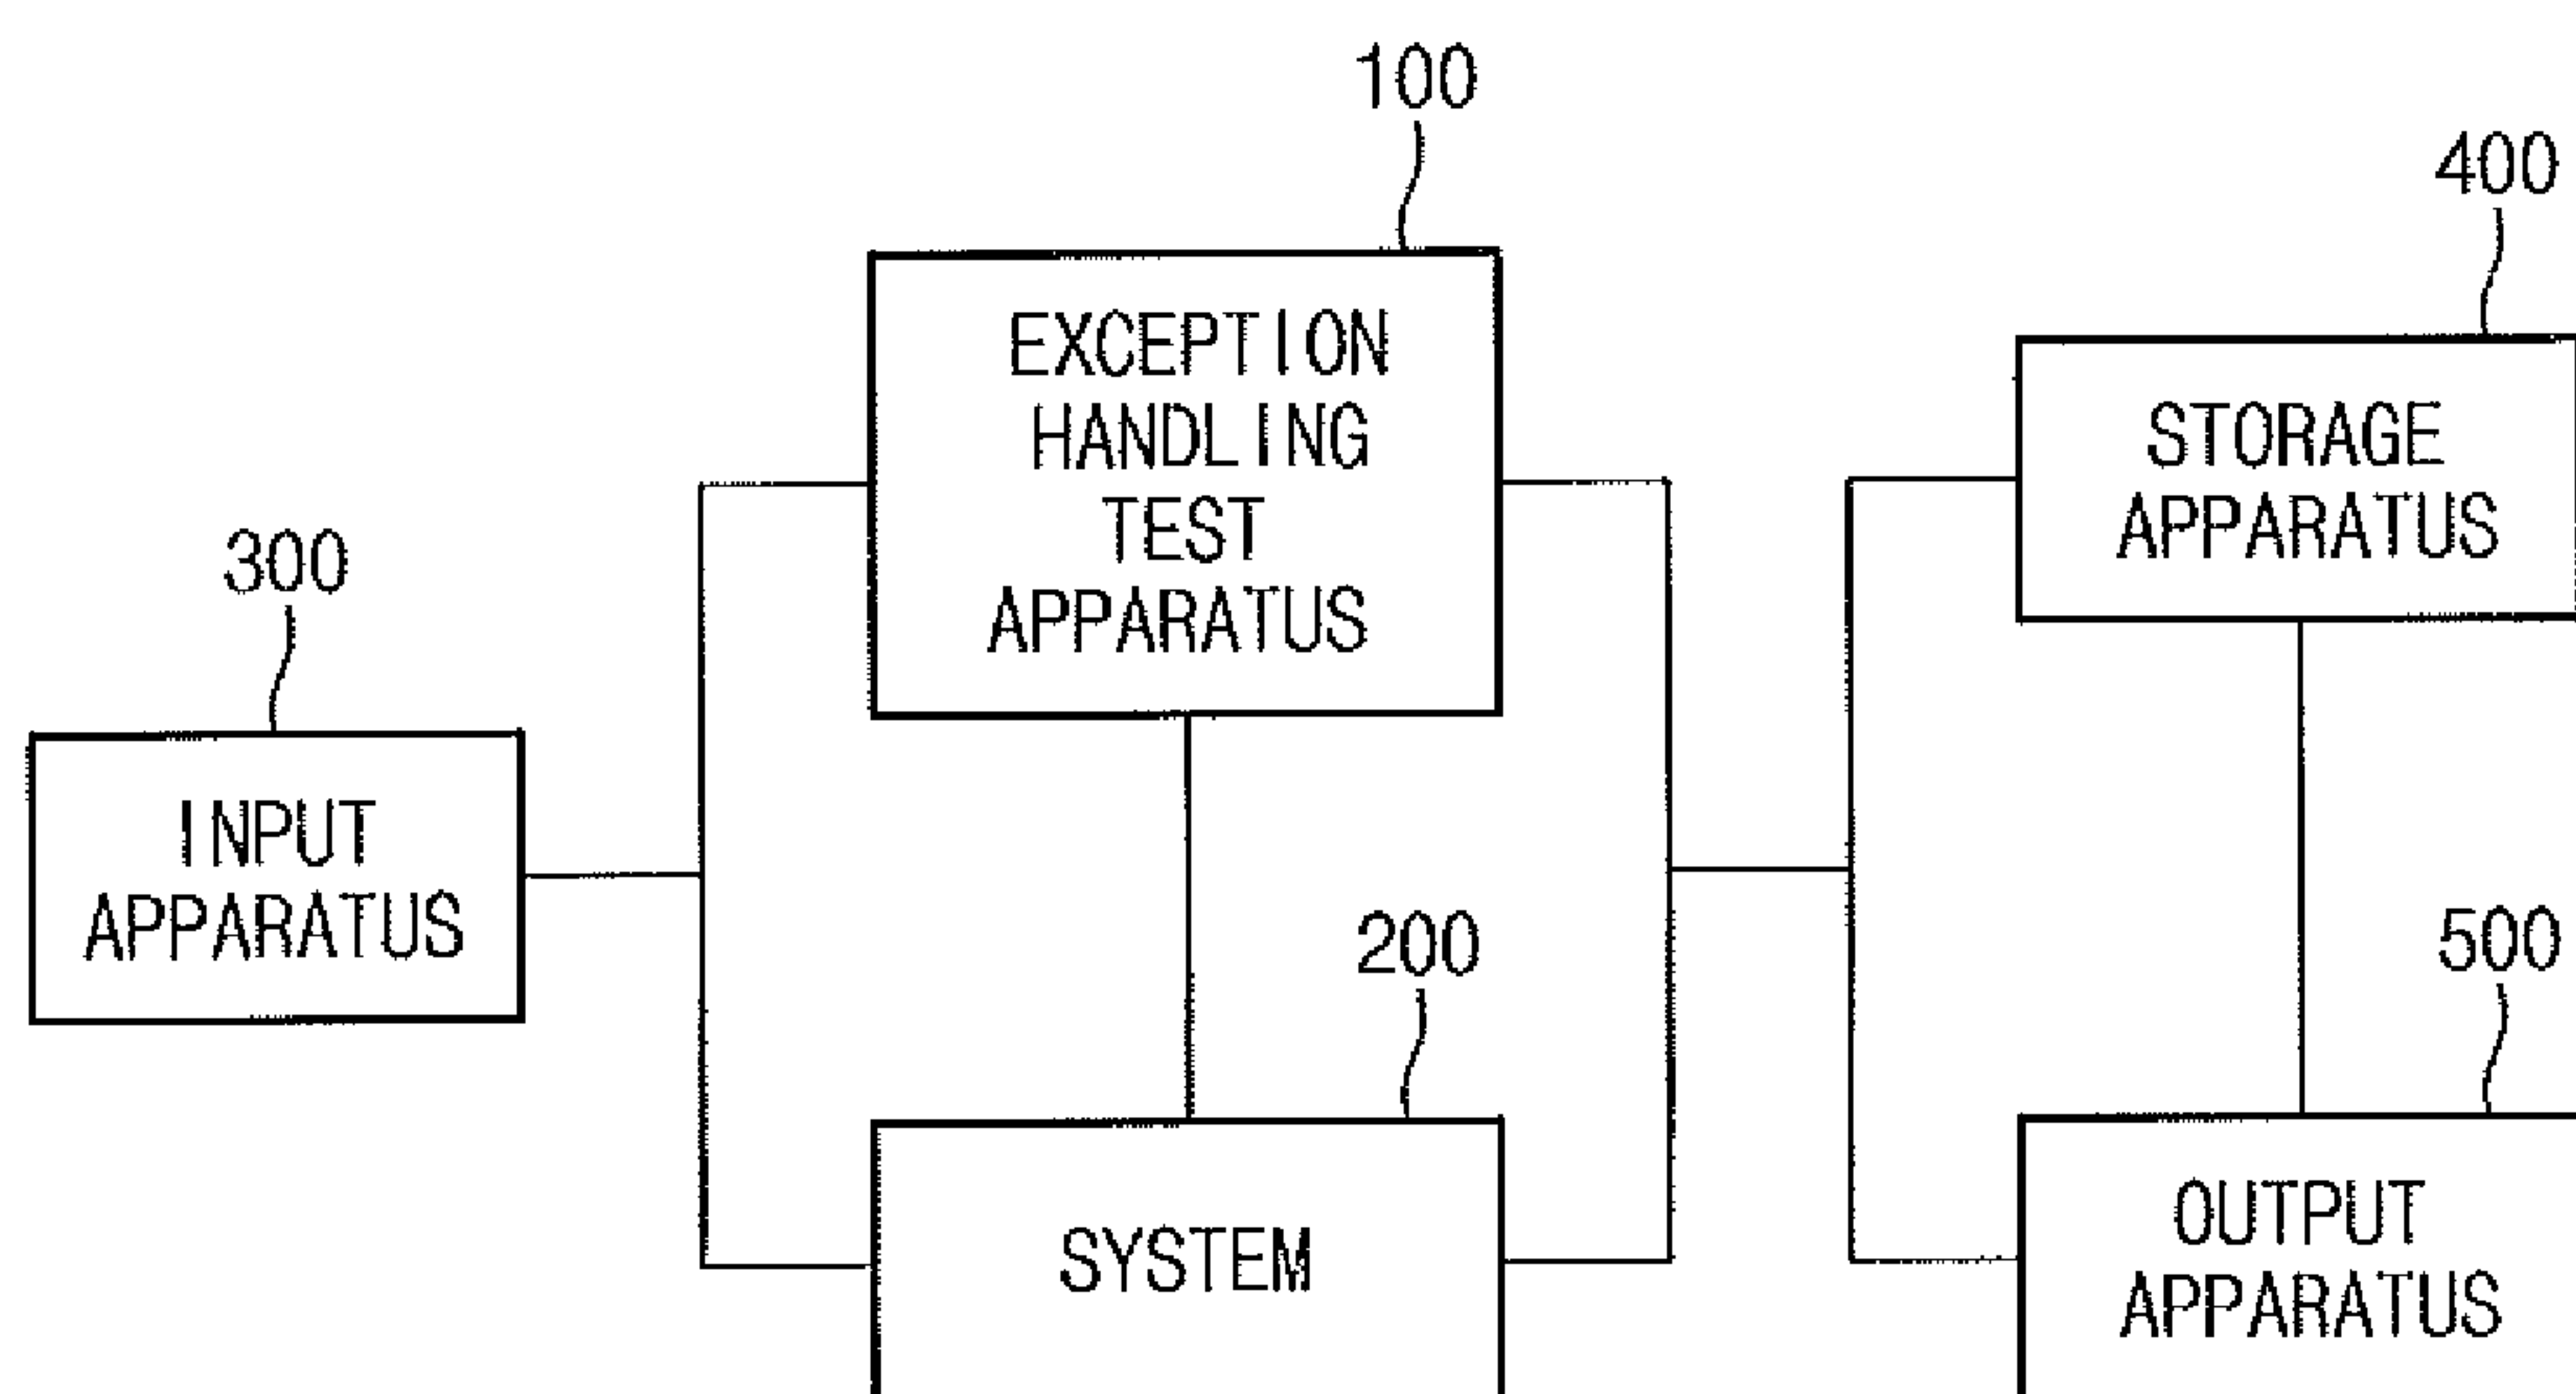 100
EXCEPTION
HANDLING
TEST
APPARATUS
400
STORAGE
APPARATUS
300
INPUT
APPARATUS
200
SYSTEM
500
OUTPUT
APPARATUS